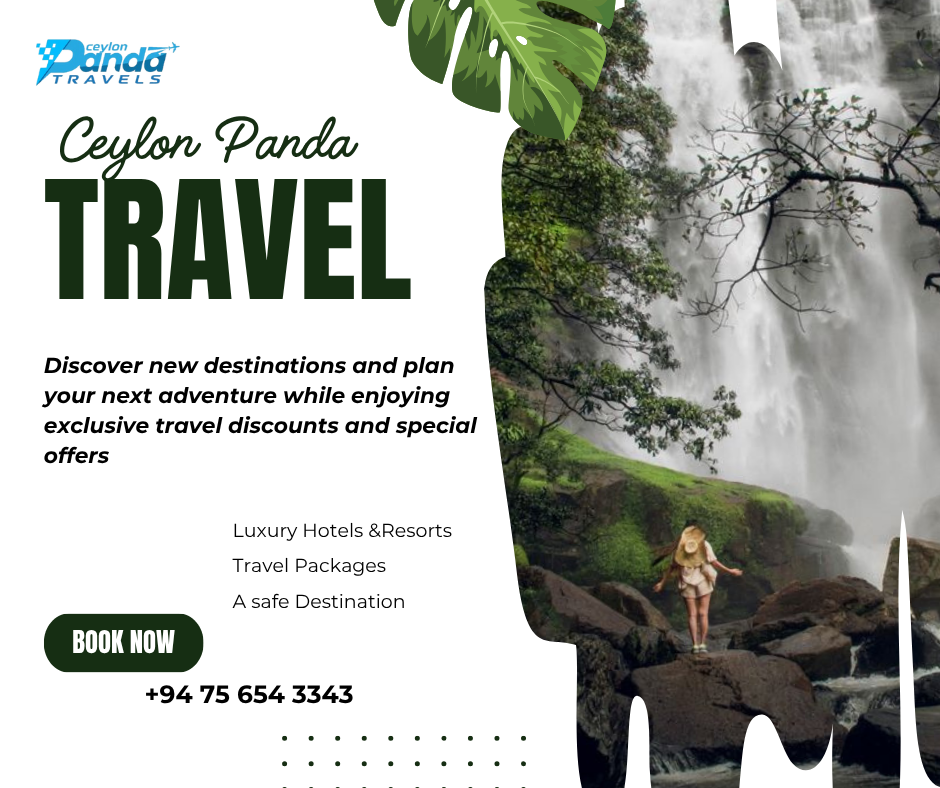 ceylon
Panda
TRAVELS
Ceylon Panda
TRAVEL
Discover new destinations and plan
your next adventure while enjoying
exclusive travel discounts and special
offers
Luxury Hotels &Resorts
Travel Packages
A safe Destination
BOOK NOW
+94 75 654 3343